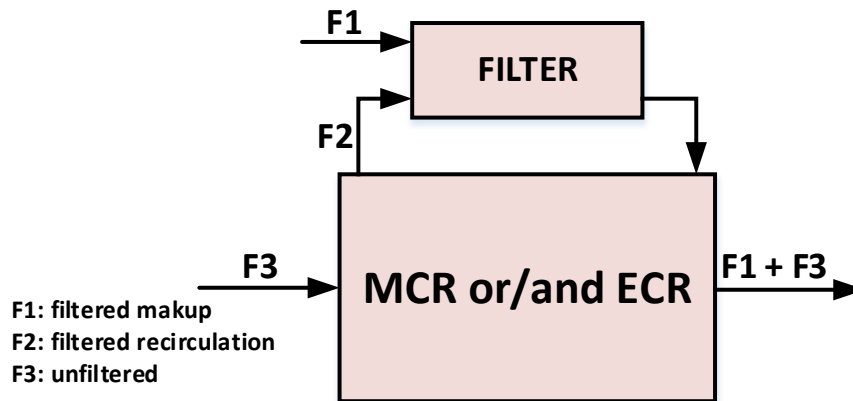 F1
FILTER
F2
F3
MCR or/and ECR
F1 + F3
F1: filtered makup
F2: filtered recirculation
F3: unfiltered